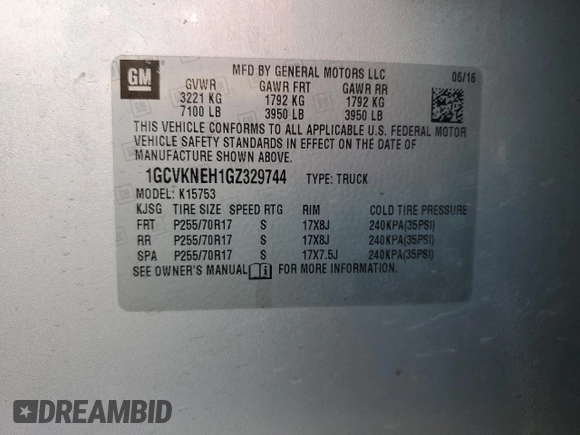 GM
MFD BY GENERAL MOTORS LLC 06/16
GVWR GAWR FRT GAWR RR
3221 KG 1792 KG 1792 KG
7100 LB 3950 LB 3950 LB
THIS VEHICLE CONFORMS TO ALL APPLICABLE U.S. FEDERAL MOTOR
VEHICLE SAFETY STANDARDS IN EFFECT ON THE DATE OF
MANUFACTURE SHOWN ABOVE.
1GCVKNEH1GZ329744 TYPE: TRUCK
MODEL: K15753
KJSG TIRE SIZE SPEED RTG RIM COLD TIRE PRESSURE
FRT P255/70R17 S 17X8J 240KPA(35PSI)
RR P255/70R17 S 17X8J 240KPA(35PSI)
SPA P255/70R17 S 17X7.5J 240KPA(35PSI)
SEE OWNER'S MANUAL FOR MORE INFORMATION.
DREAMBID